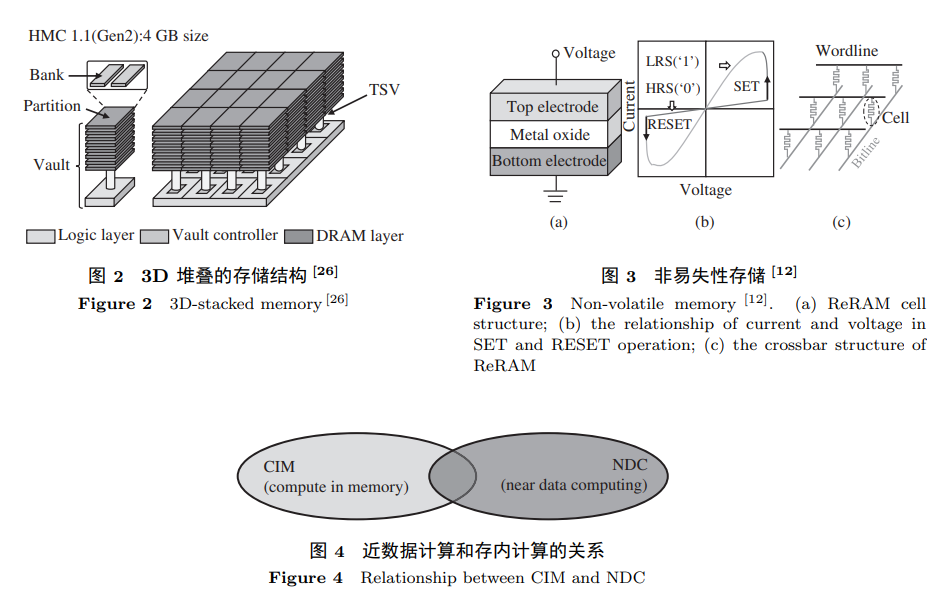 HMC 1.1(Gen2):4 GB size
Bank
Partition
Vault
TSV
Logic layer
Vault controller
DRAM layer
图 2 3D 堆叠的存储结构 [26]
Figure 2 3D-stacked memory [26]
Voltage
Top electrode
Metal oxide
Bottom electrode
(a)
Current
LRS(‘1’)
HRS(‘0’)
SET
RESET
Voltage
(b)
Wordline
Cell
Bitline
(c)
图 3 非易失性存储 [12]
Figure 3 Non-volatile memory [12]. (a) ReRAM cell
structure; (b) the relationship of current and voltage in
SET and RESET operation; (c) the crossbar structure of
ReRAM
CIM
(compute in memory)
NDC
(near data computing)
图 4 近数据计算和存内计算的关系
Figure 4 Relationship between CIM and NDC